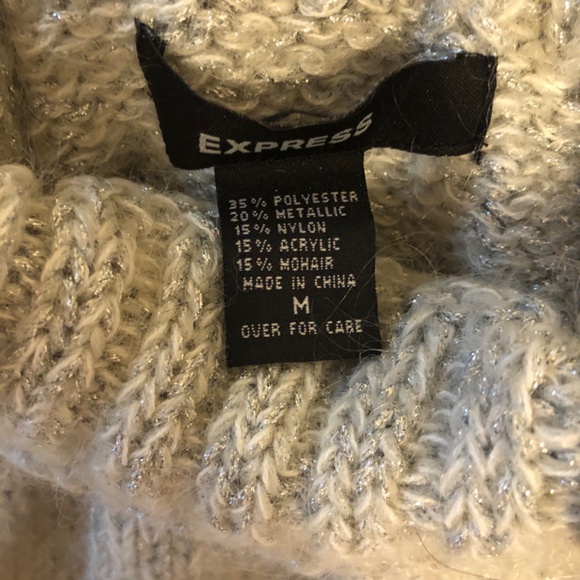 EXPRESS
35% POLYESTER
20% METALLIC
15% NYLON
15% ACRYLIC
15% MOHAIR
MADE IN CHINA
M
OVER FOR CARE